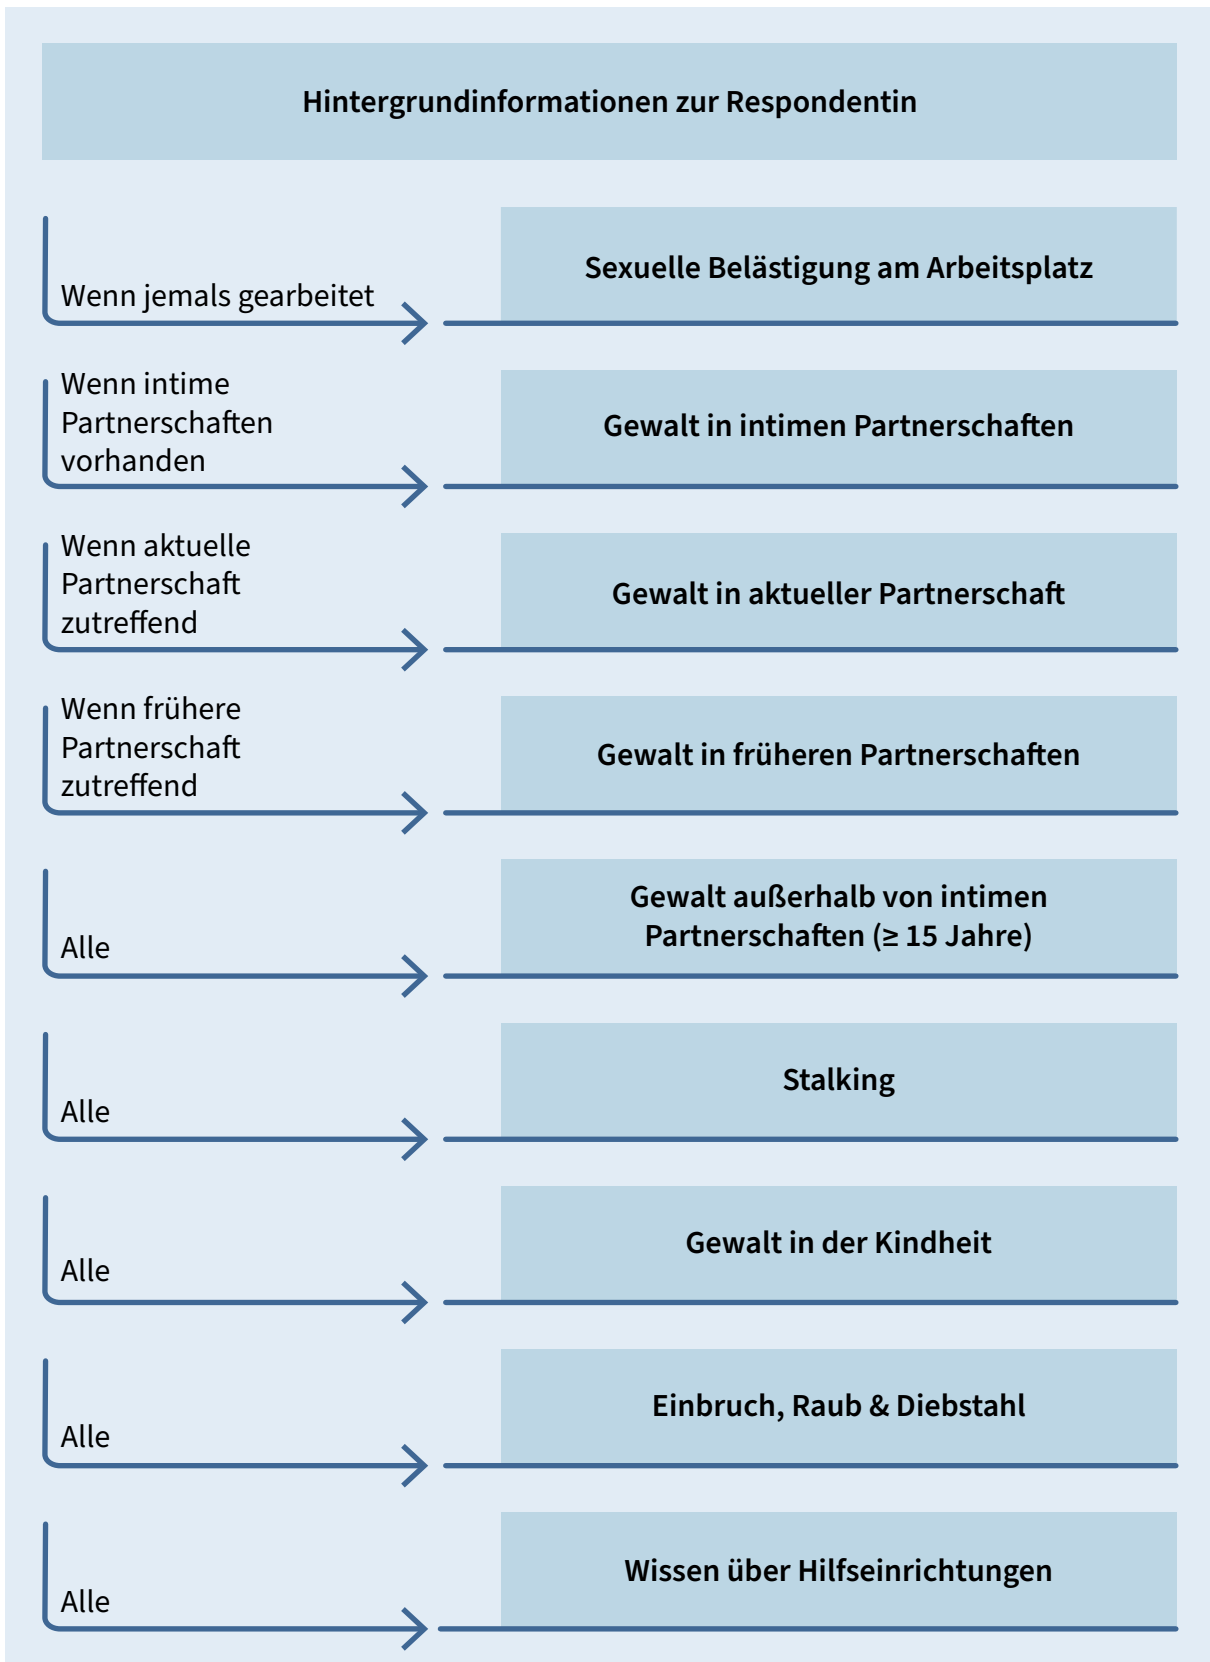 Hintergrundinformationen zur Respondentin
Wenn jemals gearbeitet
Sexuelle Belästigung am Arbeitsplatz
Wenn intime
Partnerschaften
vorhanden
Gewalt in intimen Partnerschaften
Wenn aktuelle
Partnerschaft
zutreffend
Gewalt in aktueller Partnerschaft
Wenn frühere
Partnerschaft
zutreffend
Gewalt in früheren Partnerschaften
Alle
Gewalt außerhalb von intimen
Partnerschaften (≥ 15 Jahre)
Alle
Stalking
Alle
Gewalt in der Kindheit
Alle
Einbruch, Raub & Diebstahl
Alle
Wissen über Hilfseinrichtungen